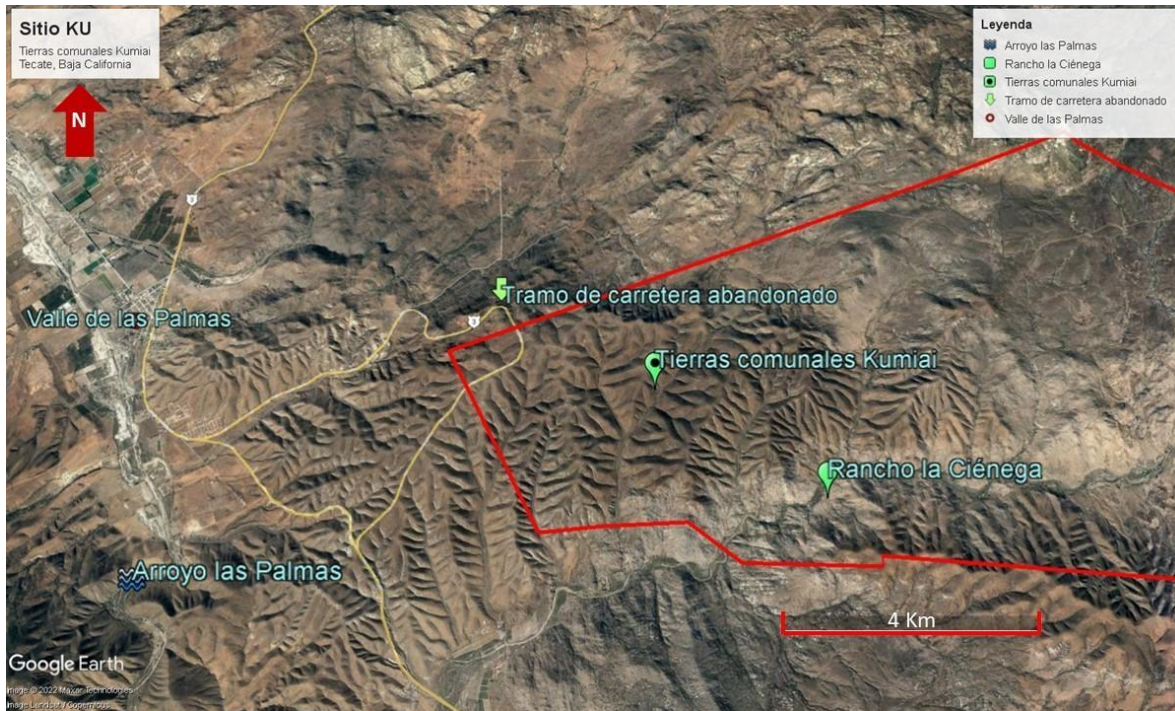 Sitio KU
Tierras comunales Kumiai
Tecate, Baja California
N
Leyenda
Arroyo las Palmas
Rancho la Ciénega
Tierras comunales Kumiai
Tramo de carretera abandonado
Valle de las Palmas
3
Tramo de carretera abandonado
Valle de las Palmas
3
Tierras comunales Kumiai
Rancho la Ciénega
Arroyo las Palmas
4 Km
Google Earth
Image © 2022 Maxar Technologies
Image Landsat / Copernicus